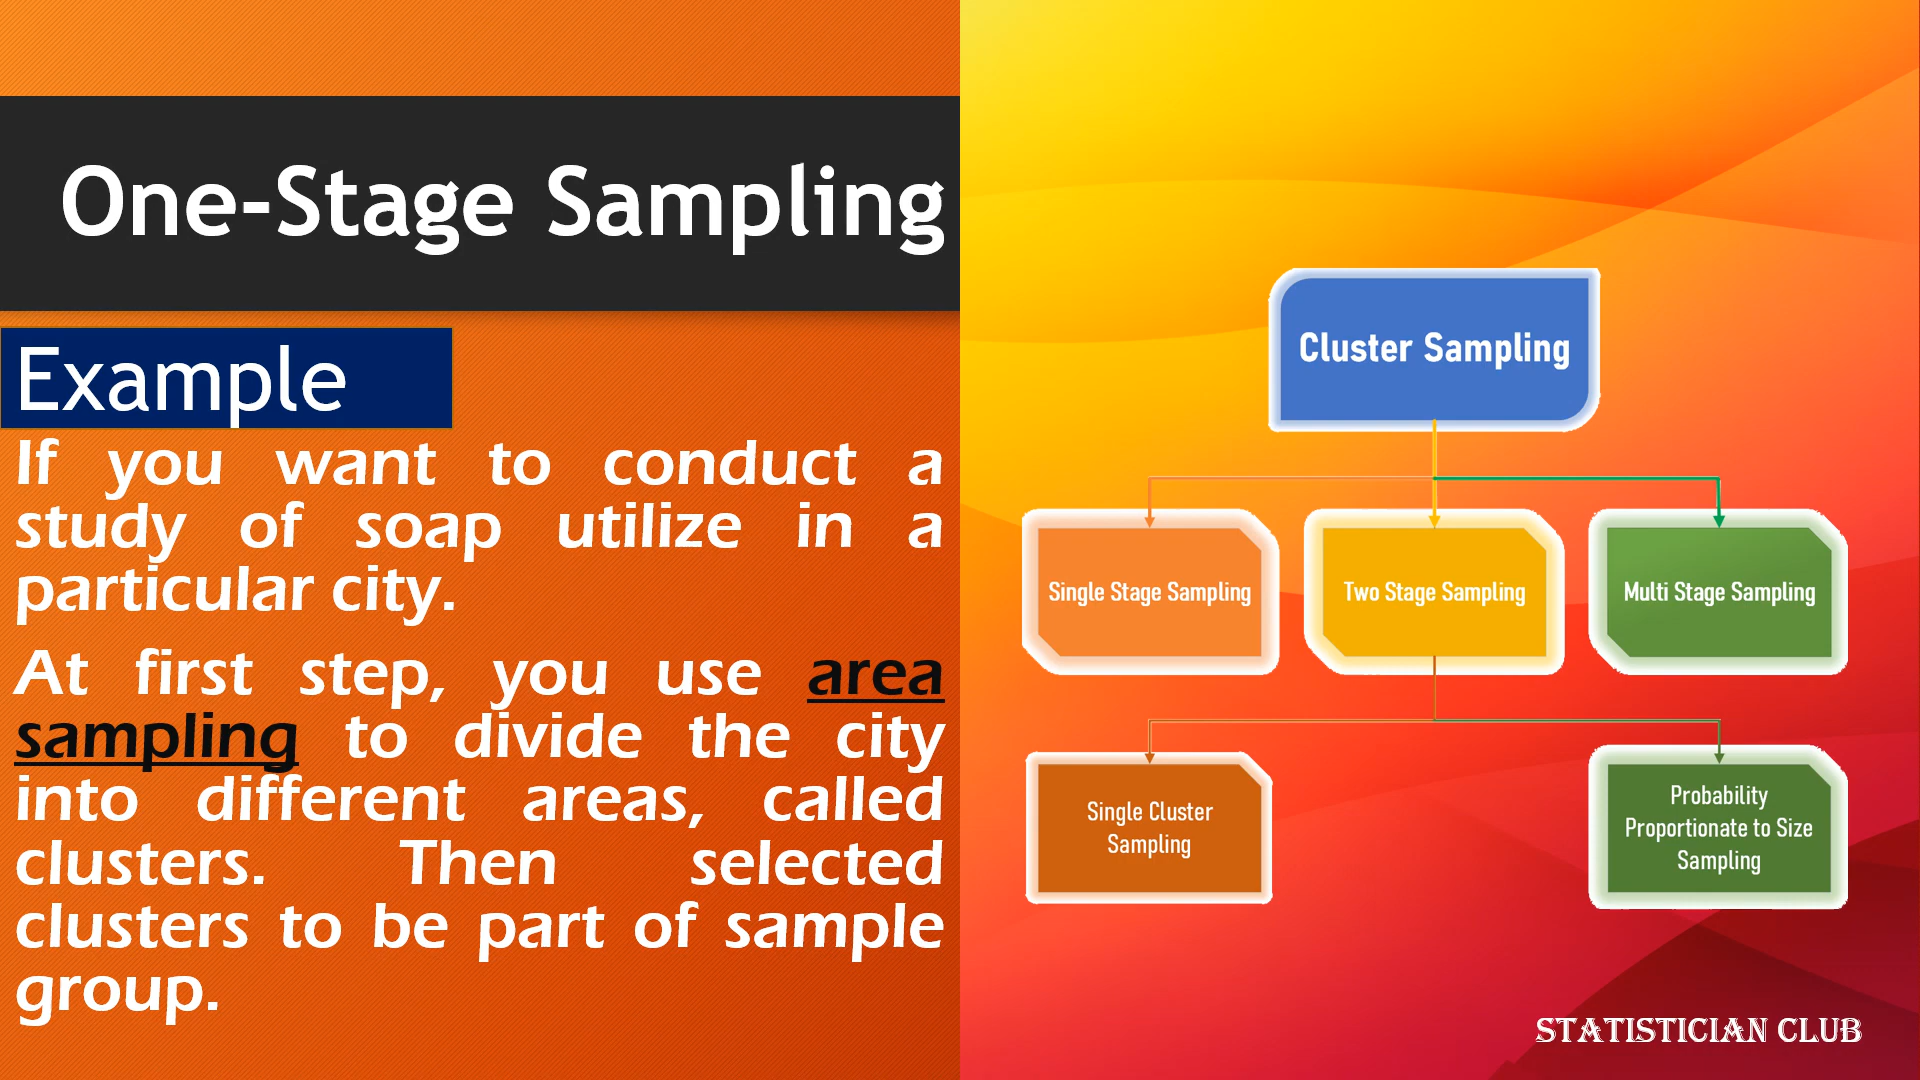 One-Stage Sampling
Example
If you want to conduct a
study of soap utilize in a
particular city.
At first step, you use area
sampling to divide the city
into different areas, called
clusters. Then selected
clusters to be part of sample
group.
Cluster Sampling
Single Stage Sampling
Two Stage Sampling
Multi Stage Sampling
Single Cluster
Sampling
Probability
Proportionate to Size
Sampling
STATISTICIAN CLUB